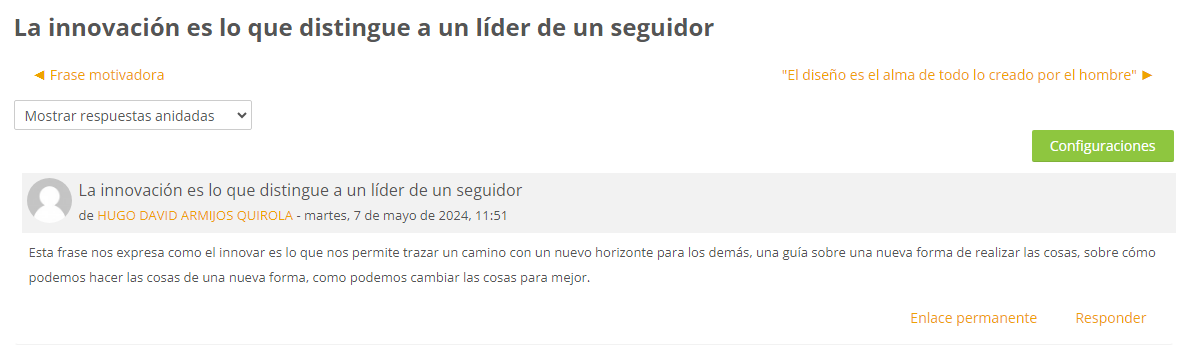 La innovación es lo que distingue a un líder de un seguidor
◄ Frase motivadora
"El diseño es el alma de todo lo creado por el hombre" ►
Mostrar respuestas anidadas
Configuraciones
La innovación es lo que distingue a un líder de un seguidor
de HUGO DAVID ARMIJOS QUIROLA - martes, 7 de mayo de 2024, 11:51
Esta frase nos expresa como el innovar es lo que nos permite trazar un camino con un nuevo horizonte para los demás, una guía sobre una nueva forma de realizar las cosas, sobre cómo
podemos hacer las cosas de una nueva forma, como podemos cambiar las cosas para mejor.
Enlace permanente
Responder